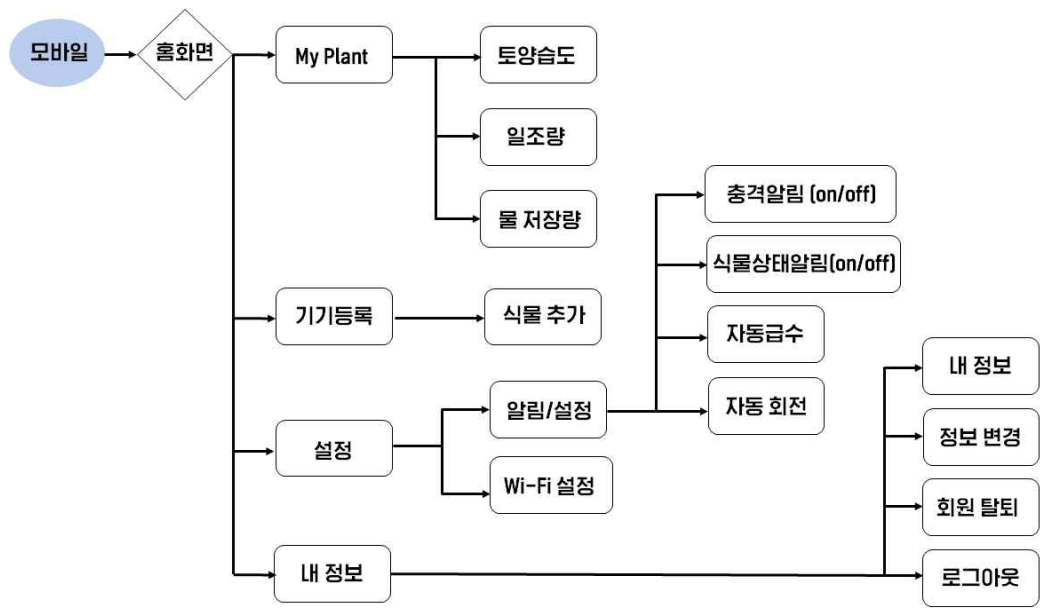 모바일
홈화면
My Plant
토양습도
일조량
물 저장량
기기등록
식물 추가
설정
알림/설정
충격알림 (on/off)
식물상태알림(on/off)
자동급수
자동 회전
Wi-Fi 설정
내 정보
내 정보
정보 변경
회원 탈퇴
로그아웃